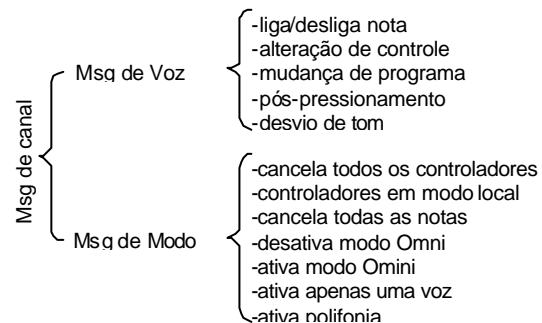 Msg de canal
Msg de Voz
-liga/desliga nota
-alteração de controle
-mudança de programa
-pós-pressionamento
-desvio de tom
Msg de Modo
-cancela todos os controladores
-controladores em modo local
-cancela todas as notas
-desativa modo Omni
-ativa modo Omini
-ativa apenas uma voz
-ativa polifonia